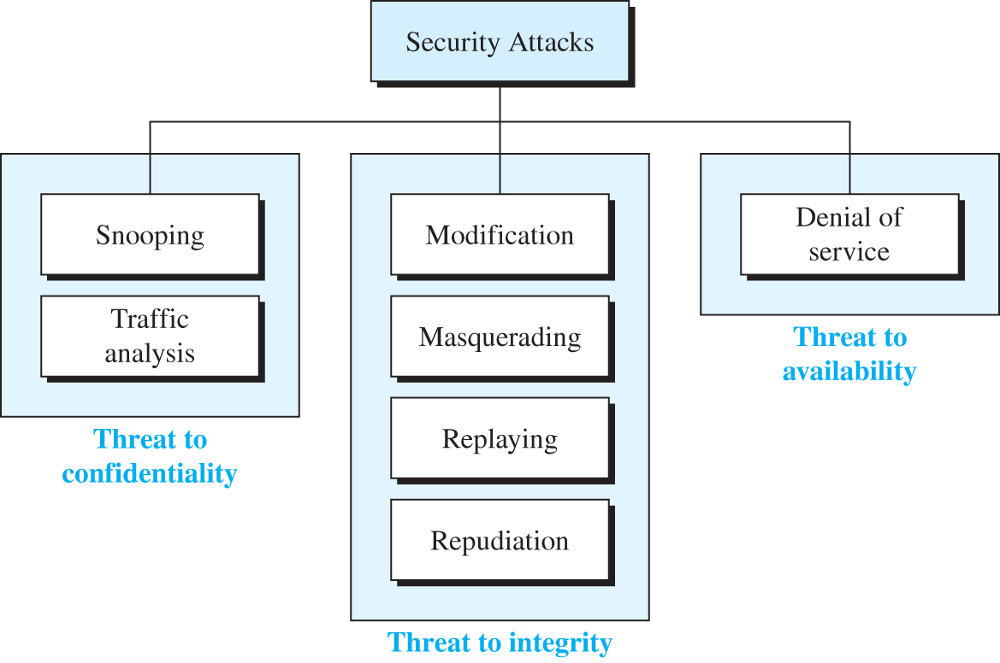 Security Attacks
Snooping
Traffic
analysis
Threat to
confidentiality
Modification
Masquerading
Replaying
Repudiation
Threat to integrity
Denial of
service
Threat to
availability